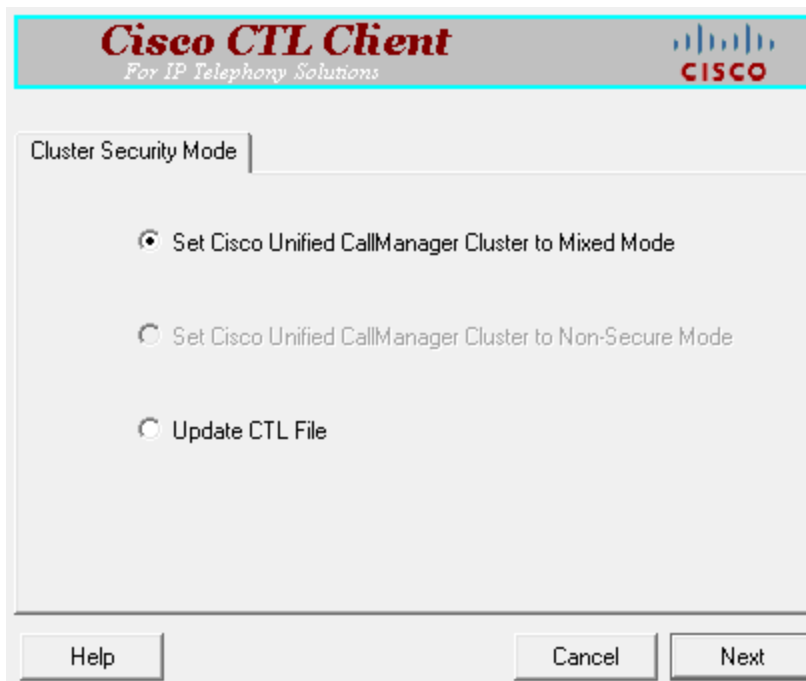 Cisco CTL Client
For IP Telephony Solutions
CISCO
Cluster Security Mode
Set Cisco Unified CallManager Cluster to Mixed Mode
Set Cisco Unified CallManager Cluster to Non-Secure Mode
Update CTL File
Help
Cancel
Next